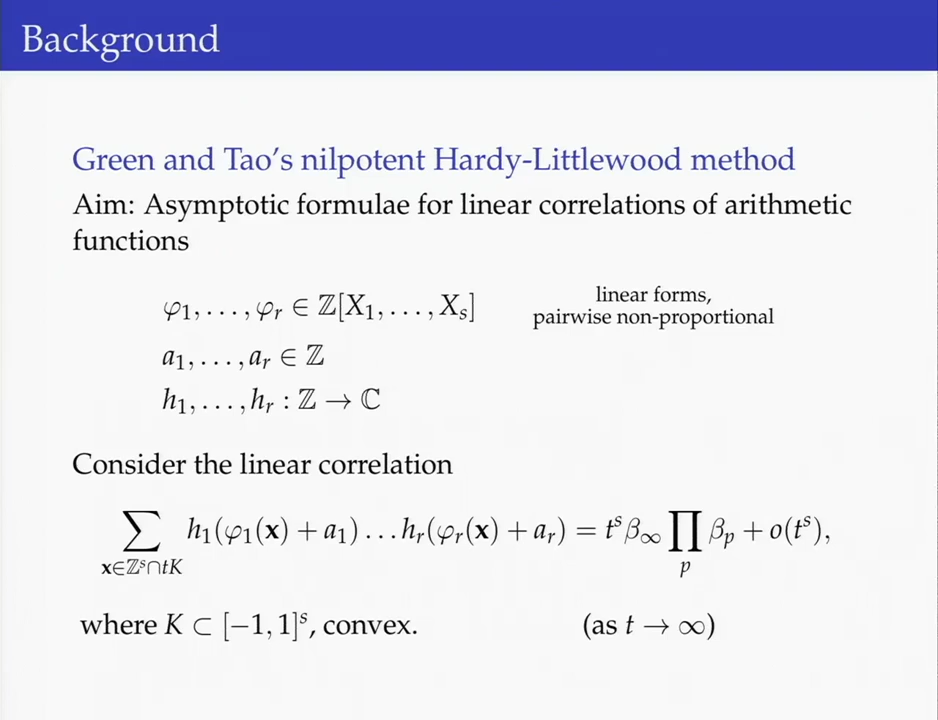 Background
Green and Tao's nilpotent Hardy-Littlewood method
Aim: Asymptotic formulae for linear correlations of arithmetic
functions
φ₁, . . . , φᵣ ∈ ℤ[X₁, . . . , Xₛ]
linear forms,
pairwise non-proportional
a₁, . . . , aᵣ ∈ ℤ
h₁, . . . , hᵣ : ℤ → ℂ
Consider the linear correlation
∑_{x∈ℤˢ∩tK} h₁(φ₁(x) + a₁) . . . hᵣ(φᵣ(x) + aᵣ) = tˢβ_∞ ∏_p β_p + o(tˢ),
where K ⊂ [−1, 1]ˢ, convex. (as t → ∞)